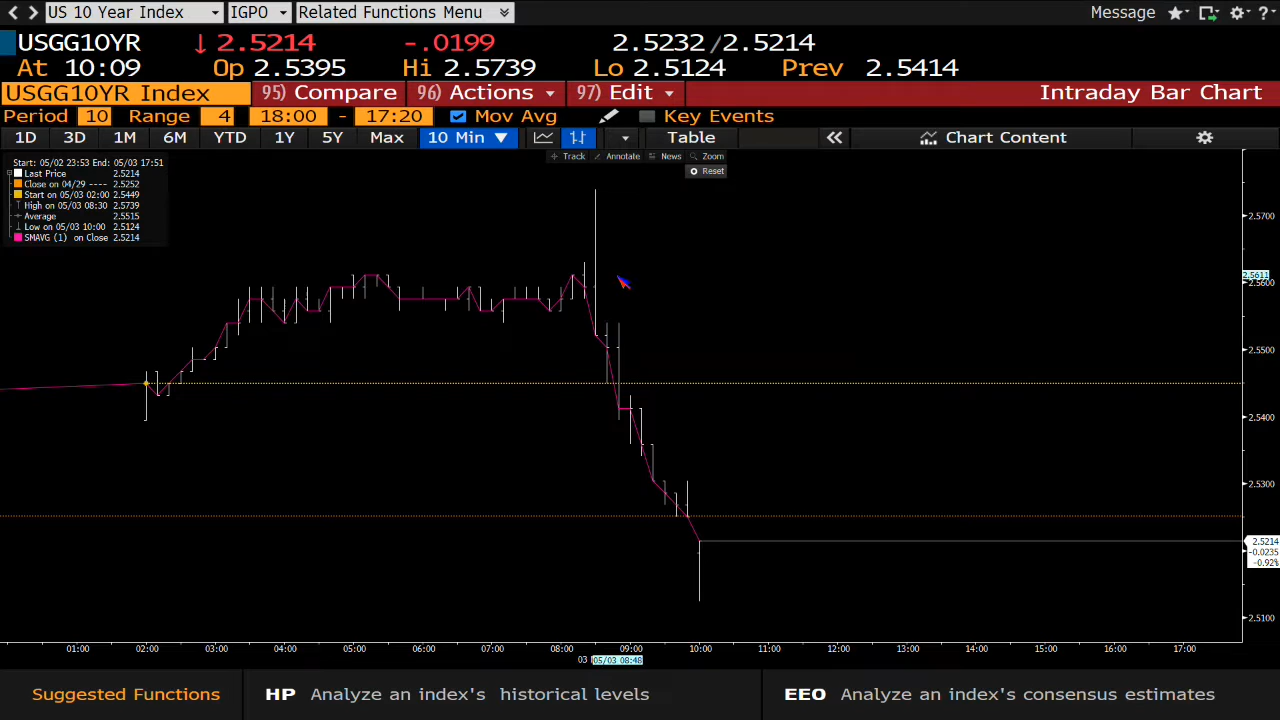 US 10 Year Index IGPO Related Functions Menu Message ?
USGG10YR ↓ 2.5214 -.0199 2.5232/2.5214
At 10:09 Op 2.5395 Hi 2.5739 Lo 2.5124 Prev 2.5414
USGG10YR Index 95) Compare 96) Actions 97) Edit Intraday Bar Chart
Period 10 Range 4 18:00 - 17:20 Mov Avg Key Events
1D 3D 1M 6M YTD 1Y 5Y Max 10 Min ▼ Table « Chart Content
Track Annotate News Zoom
Reset
Start: 05/02 23:53 End: 05/03 17:51
Last Price 2.5214
Close on 04/29 ---- 2.5252
Start on 05/03 02:00 2.5449
High on 05/03 08:30 2.5739
Average 2.5515
Low on 05/03 10:00 2.5124
SMAVG (1) on Close 2.5214
2.5700
2.5611
2.5600
2.5500
2.5400
2.5300
2.5214
-0.0235
-0.92%
2.5100
01:00 02:00 03:00 04:00 05:00 06:00 07:00 08:00 09:00 10:00 11:00 12:00 13:00 14:00 15:00 16:00 17:00
03 05/03 08:48
Suggested Functions HP Analyze an index's historical levels EEO Analyze an index's consensus estimates